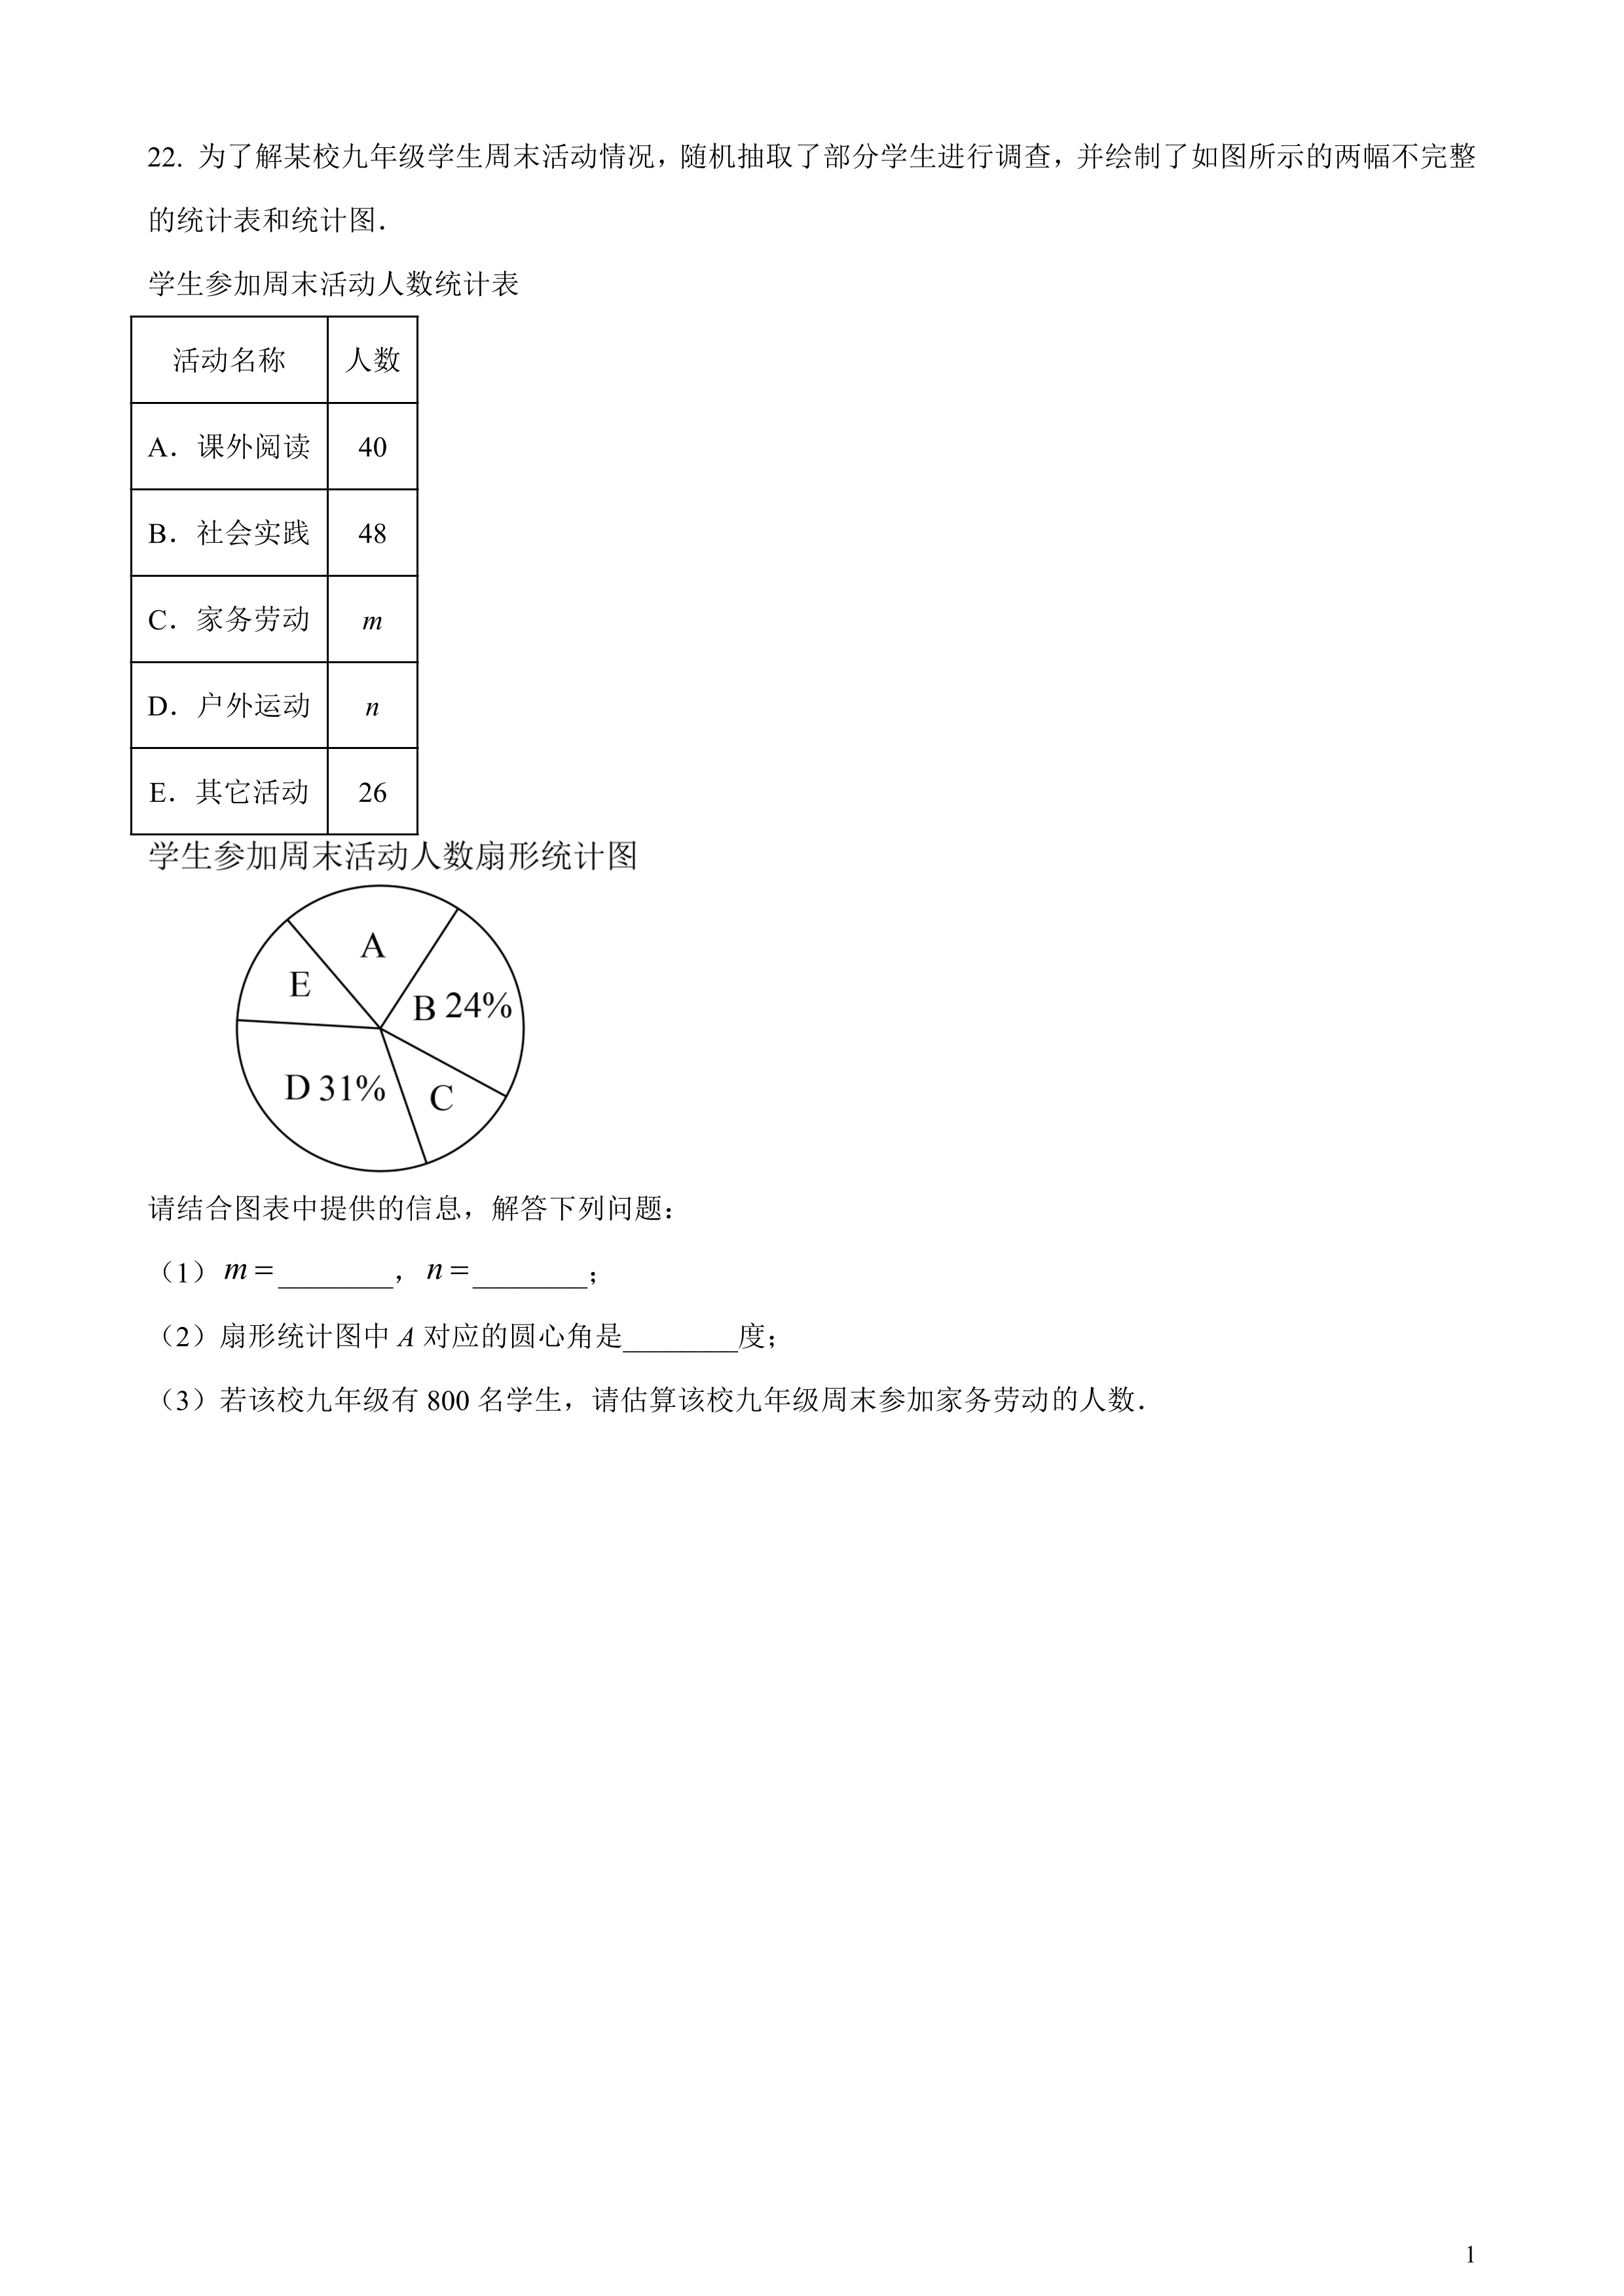 22. 为了解某校九年级学生周末活动情况，随机抽取了部分学生进行调查，并绘制了如图所示的两幅不完整
的统计表和统计图．
学生参加周末活动人数统计表
活动名称 人数
A．课外阅读 40
B．社会实践 48
C．家务劳动 m
D．户外运动 n
E．其它活动 26
学生参加周末活动人数扇形统计图
A
E
B 24%
D 31%
C
请结合图表中提供的信息，解答下列问题：
（1）m＝________，n＝________；
（2）扇形统计图中 A 对应的圆心角是________度；
（3）若该校九年级有 800 名学生，请估算该校九年级周末参加家务劳动的人数．
1